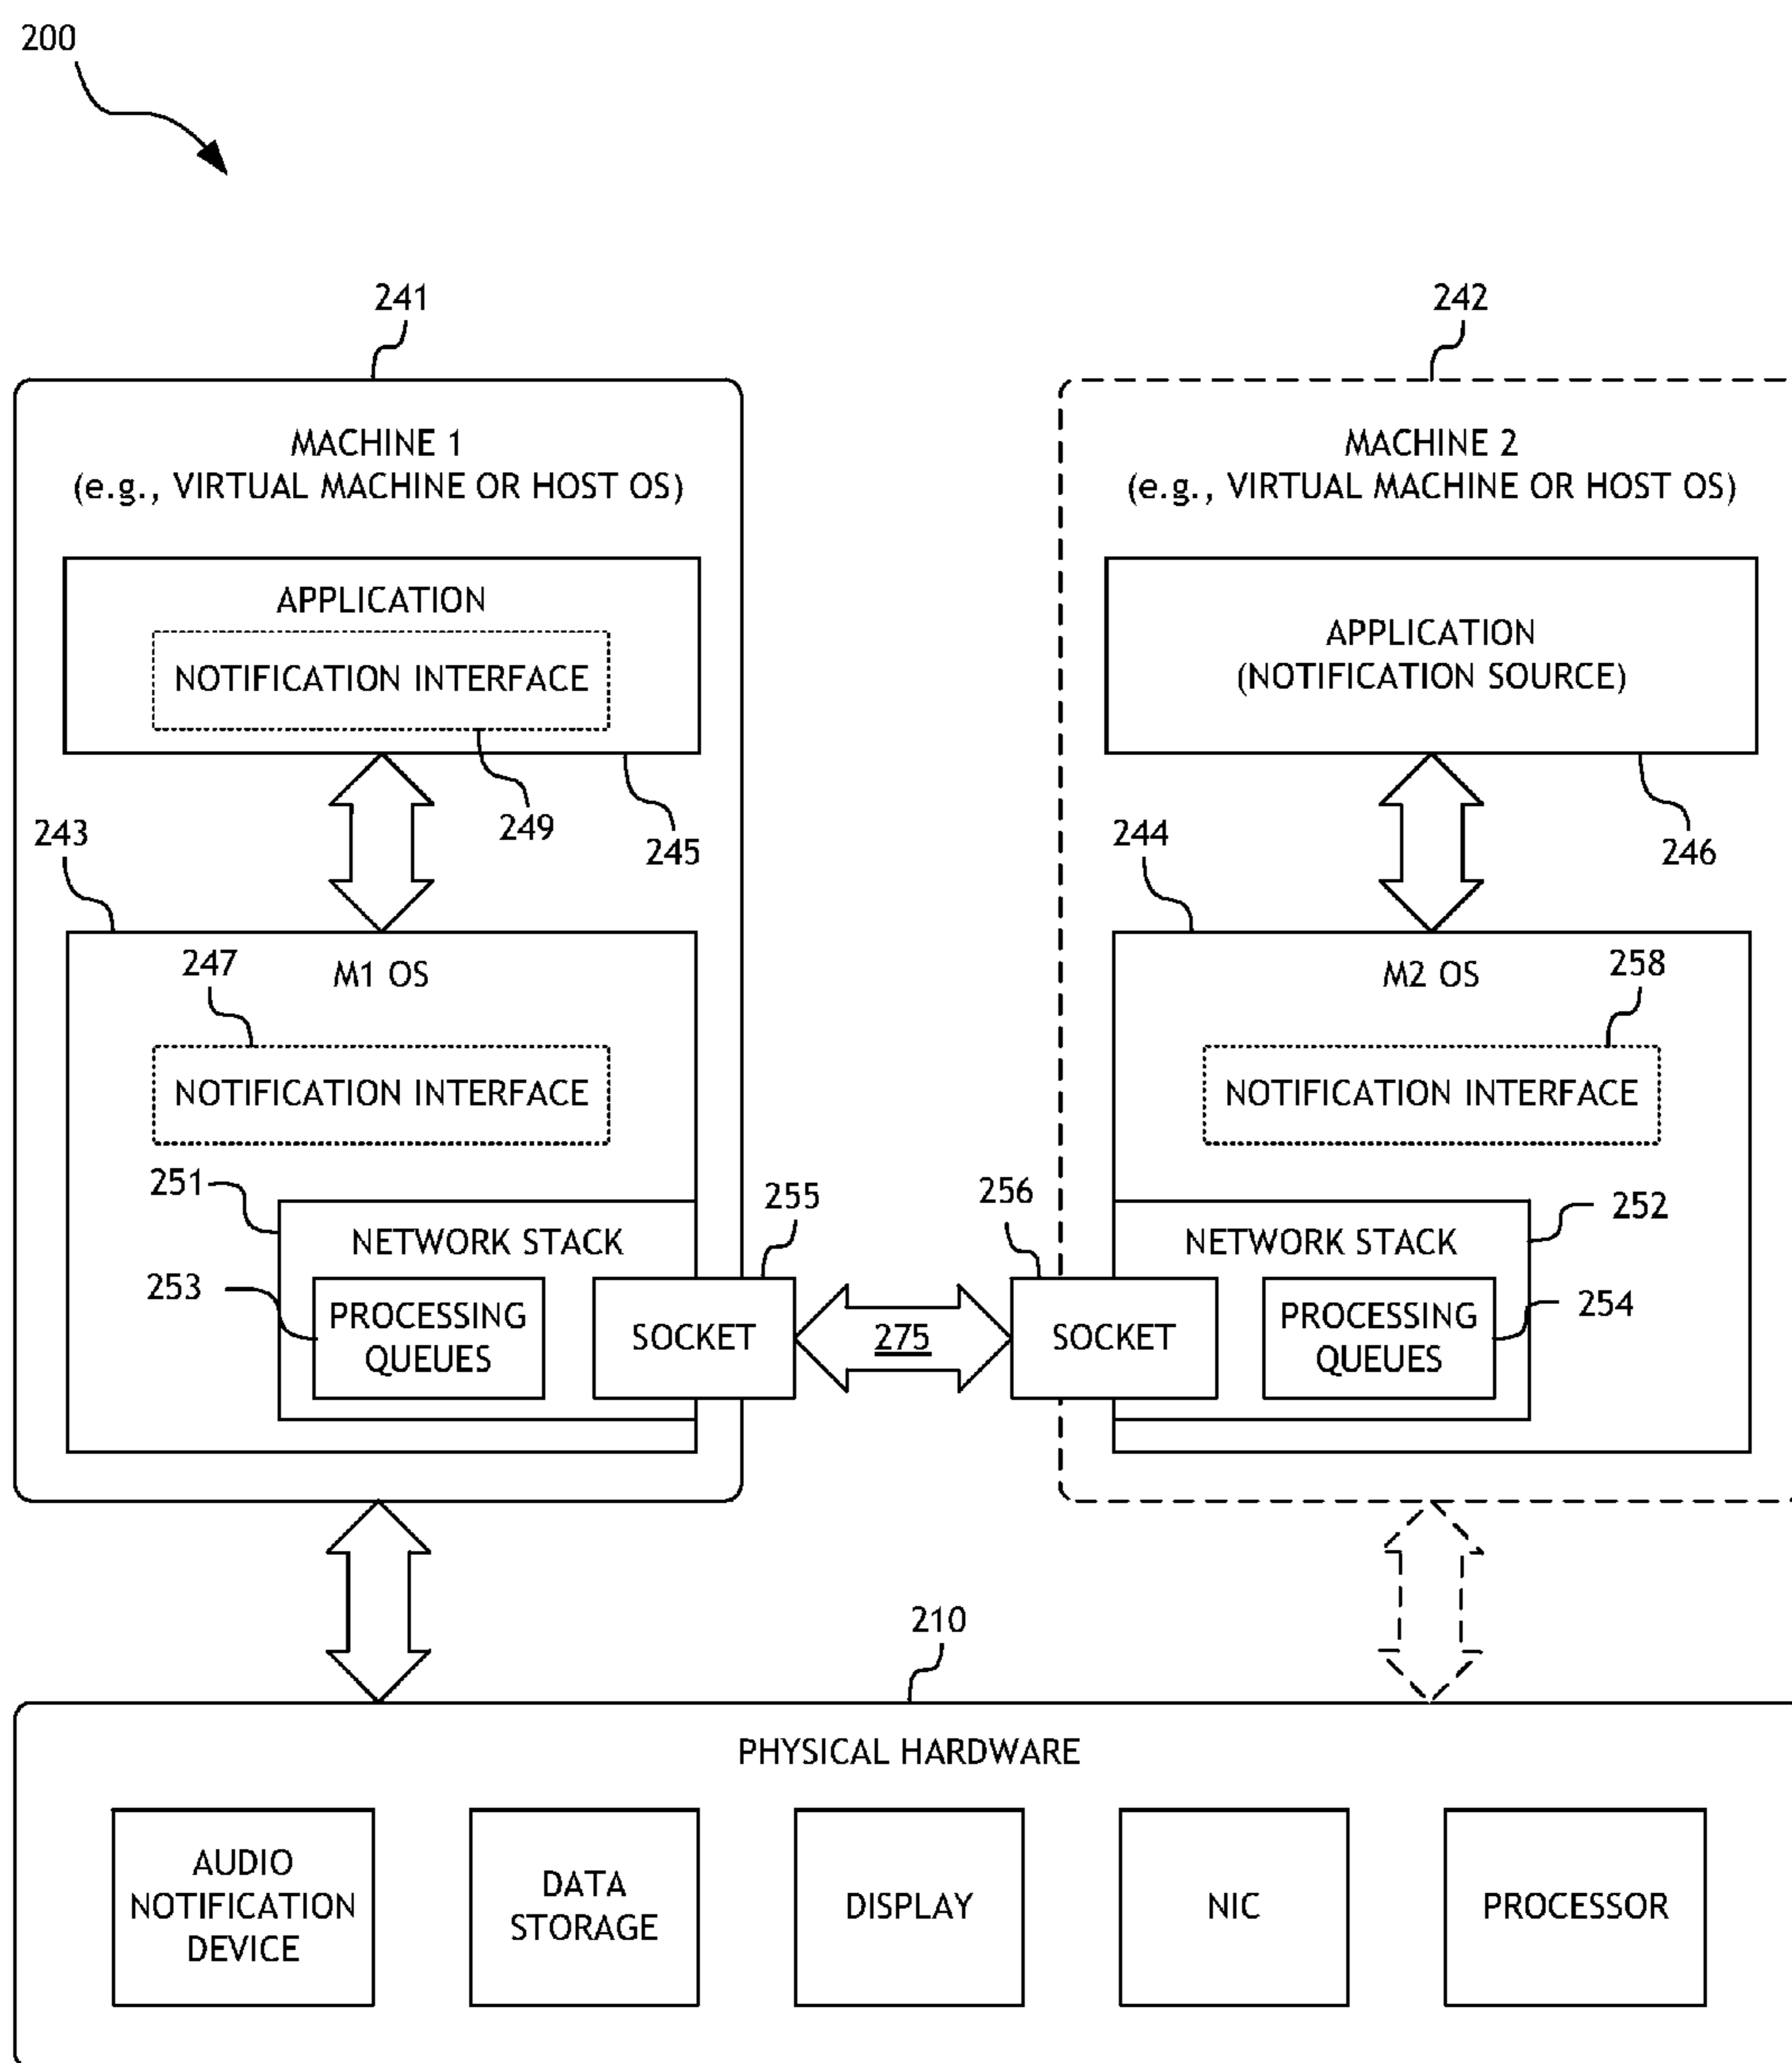 200
241
242
MACHINE 1
(e.g., VIRTUAL MACHINE OR HOST OS)
MACHINE 2
(e.g., VIRTUAL MACHINE OR HOST OS)
APPLICATION
NOTIFICATION INTERFACE
APPLICATION
(NOTIFICATION SOURCE)
243
249
245
244
246
247
M1 OS
M2 OS
258
NOTIFICATION INTERFACE
NOTIFICATION INTERFACE
251
255
256
252
NETWORK STACK
NETWORK STACK
253
PROCESSING
QUEUES
SOCKET
275
SOCKET
PROCESSING
QUEUES
254
210
PHYSICAL HARDWARE
AUDIO
NOTIFICATION
DEVICE
DATA
STORAGE
DISPLAY
NIC
PROCESSOR